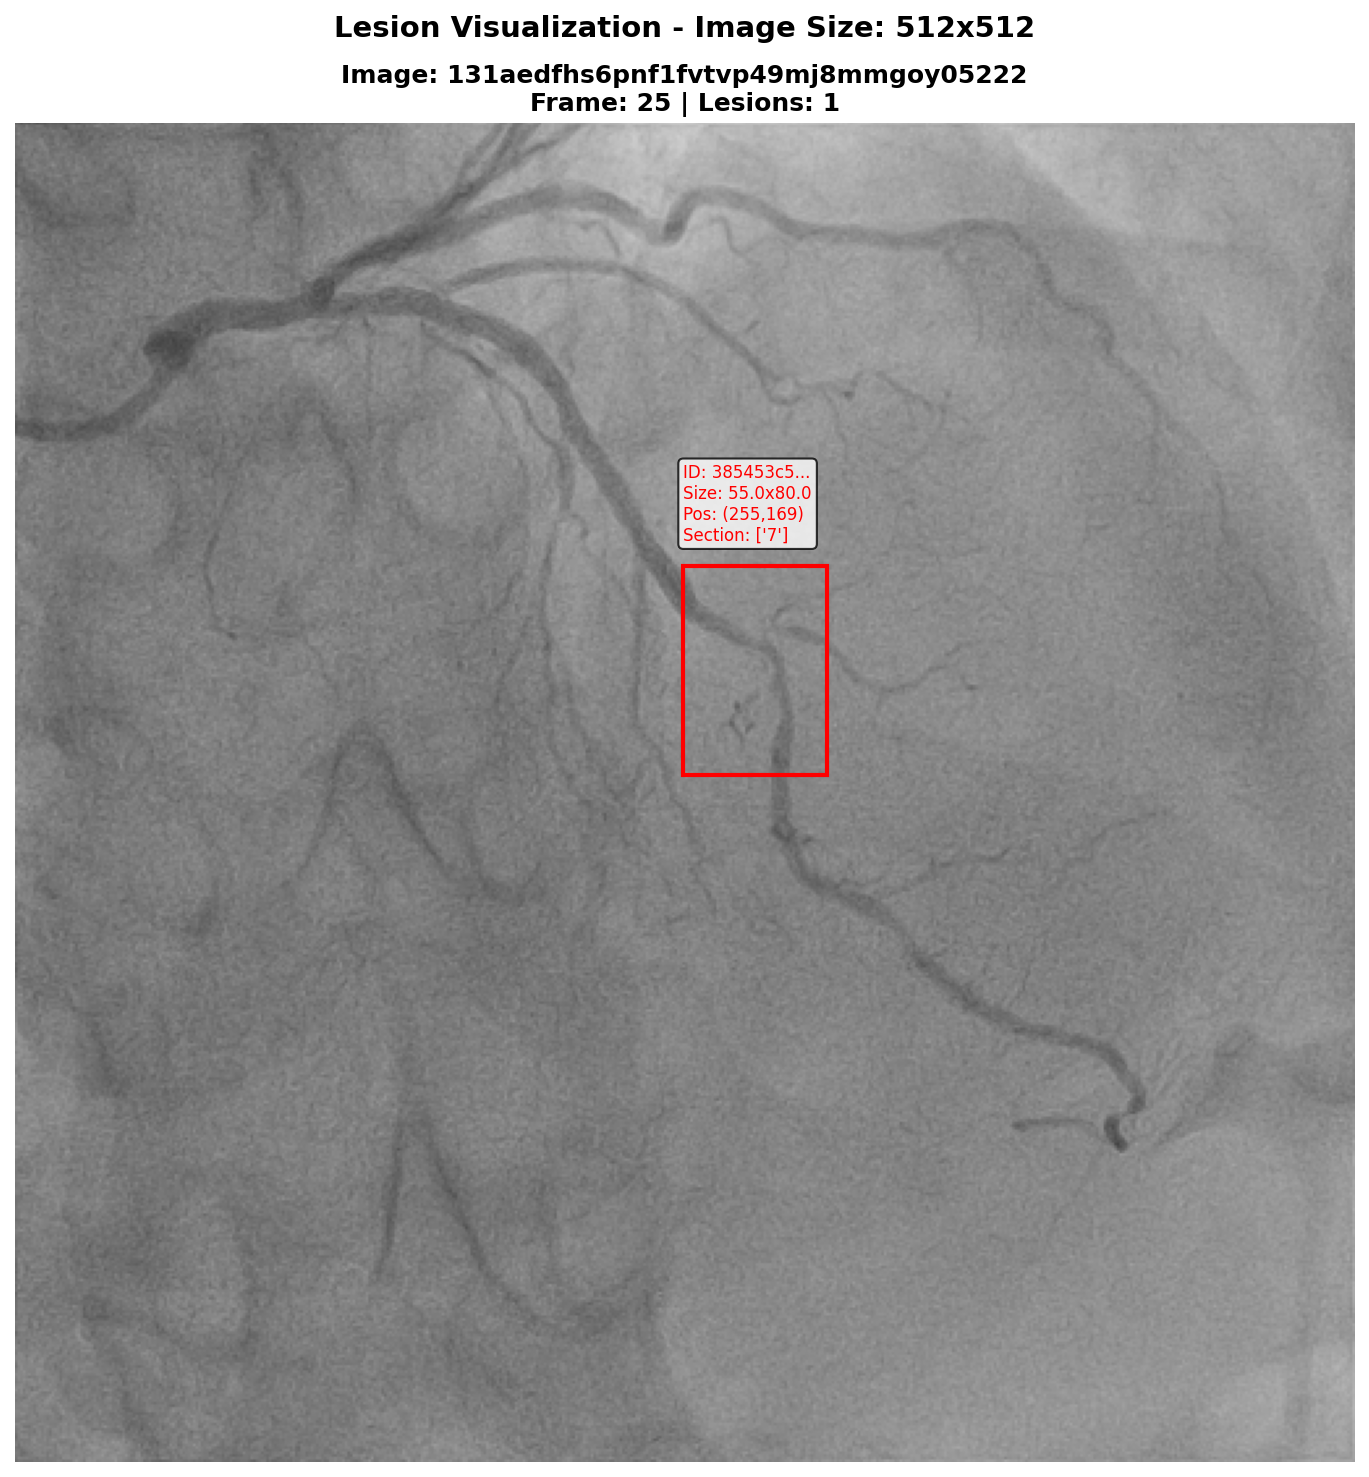 Lesion Visualization - Image Size: 512x512
Image: 131aedfhs6pnf1fvtvp49mj8mmgoy05222
Frame: 25 | Lesions: 1
ID: 385453c5...
Size: 55.0x80.0
Pos: (255,169)
Section: ['7']